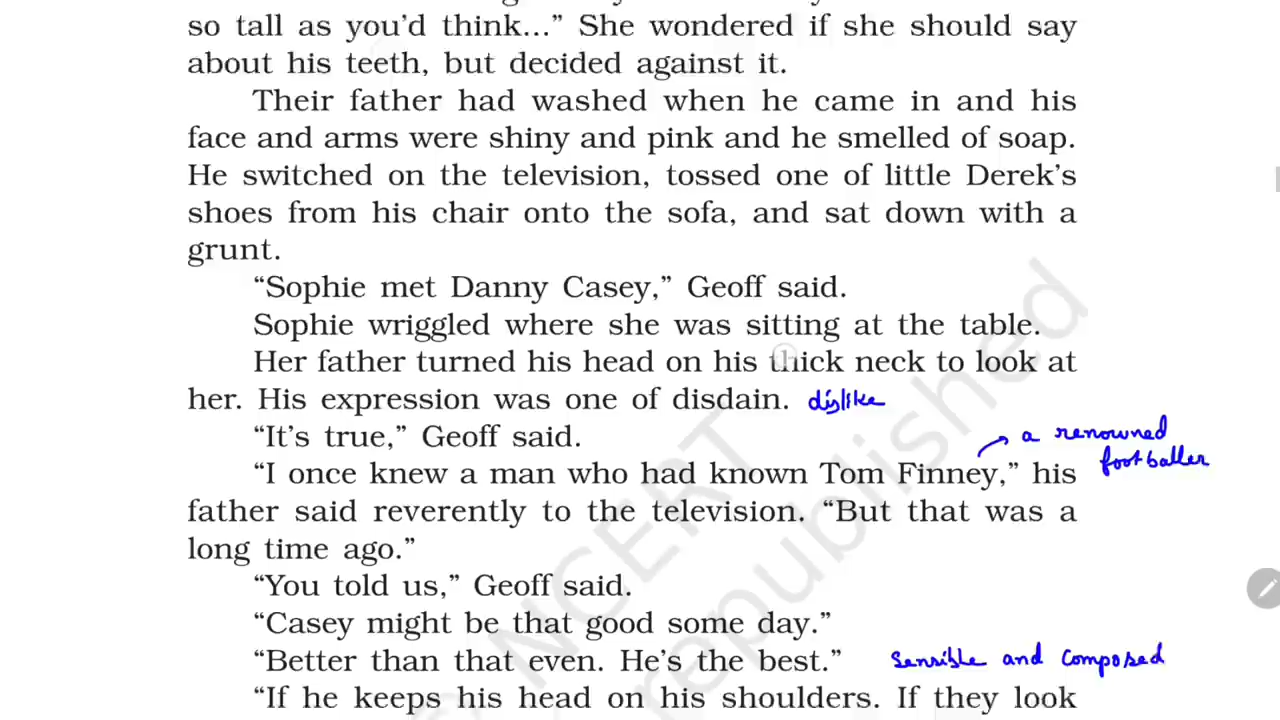 so tall as you’d think...” She wondered if she should say
about his teeth, but decided against it.
Their father had washed when he came in and his
face and arms were shiny and pink and he smelled of soap.
He switched on the television, tossed one of little Derek’s
shoes from his chair onto the sofa, and sat down with a
grunt.
“Sophie met Danny Casey,” Geoff said.
Sophie wriggled where she was sitting at the table.
Her father turned his head on his thick neck to look at
her. His expression was one of disdain. dislike
“It’s true,” Geoff said.
a renowned
footballer
“I once knew a man who had known Tom Finney,” his
father said reverently to the television. “But that was a
long time ago.”
“You told us,” Geoff said.
“Casey might be that good some day.”
“Better than that even. He’s the best.” sensible and composed
“If he keeps his head on his shoulders. If they look
NCERT
republished